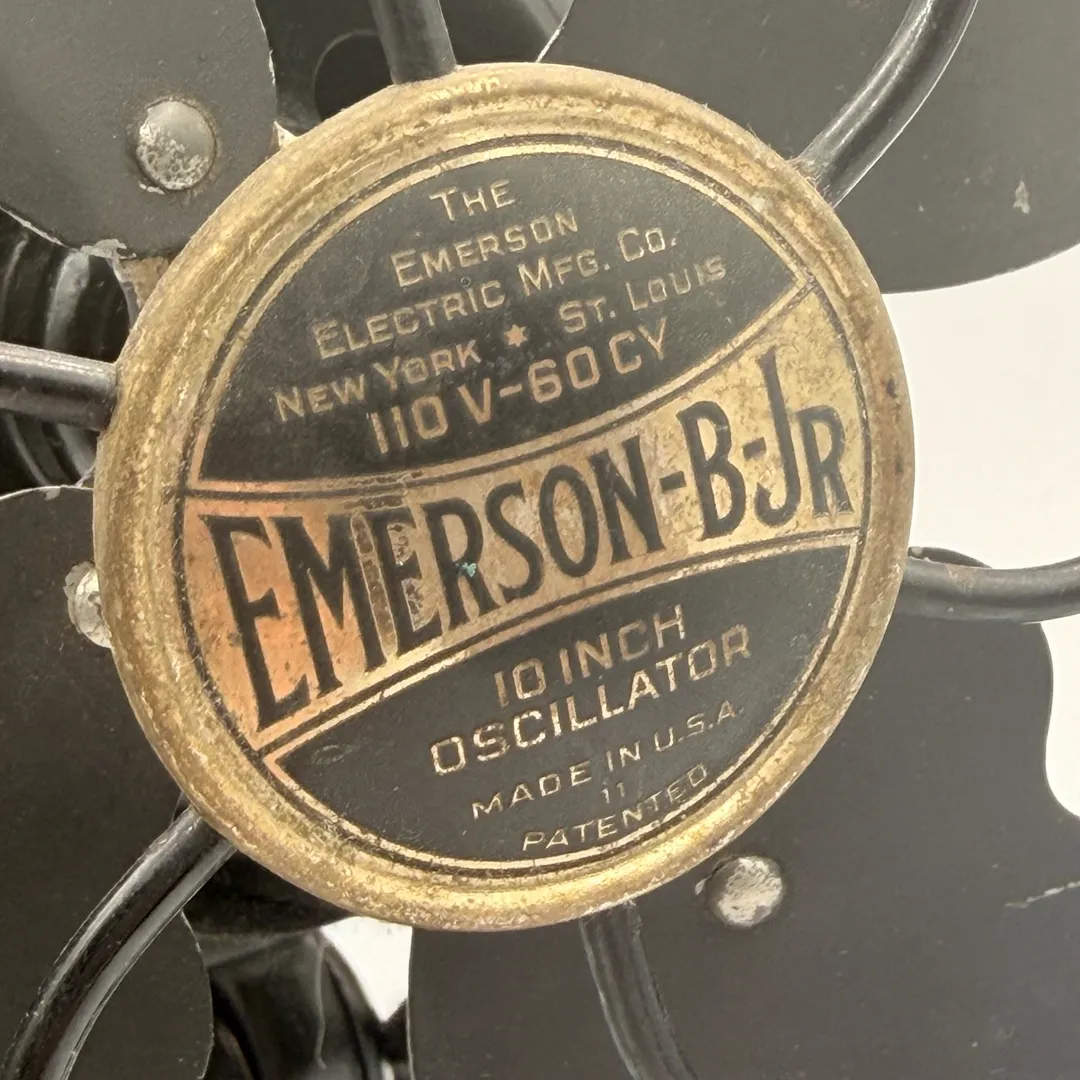 THE
EMERSON
ELECTRIC MFG. CO.
NEW YORK * ST. LOUIS
110 V-60 CY
EMERSON-B-JR
10 INCH
OSCILLATOR
MADE IN U.S.A.
11
PATENTED